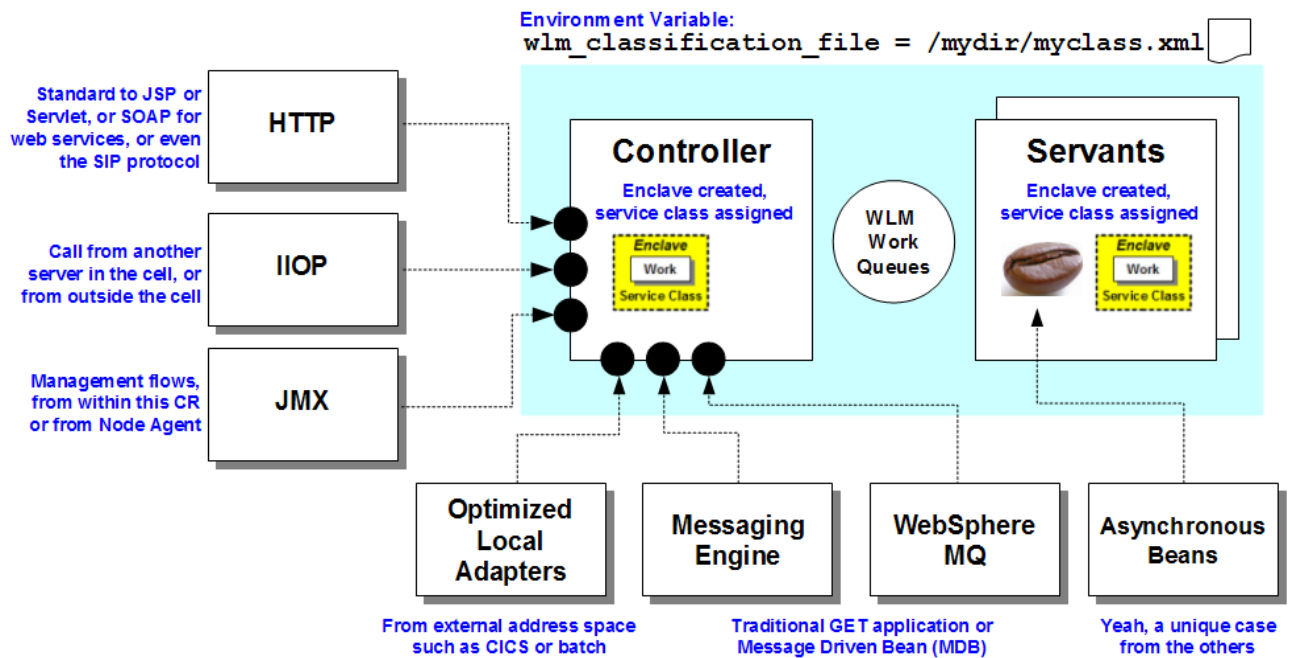 Environment Variable:
wlm_classification_file = /mydir/myclass.xml
Standard to JSP or
Servlet, or SOAP for
web services, or even
the SIP protocol
HTTP
Call from another
server in the cell, or
from outside the cell
IIOP
Management flows,
from within this CR
or from Node Agent
JMX
Controller
Enclave created,
service class assigned
Enclave
Work
Service Class
WLM
Work
Queues
Servants
Enclave created,
service class assigned
Enclave
Work
Service Class
Optimized
Local
Adapters
From external address space
such as CICS or batch
Messaging
Engine
WebSphere
MQ
Traditional GET application or
Message Driven Bean (MDB)
Asynchronous
Beans
Yeah, a unique case
from the others